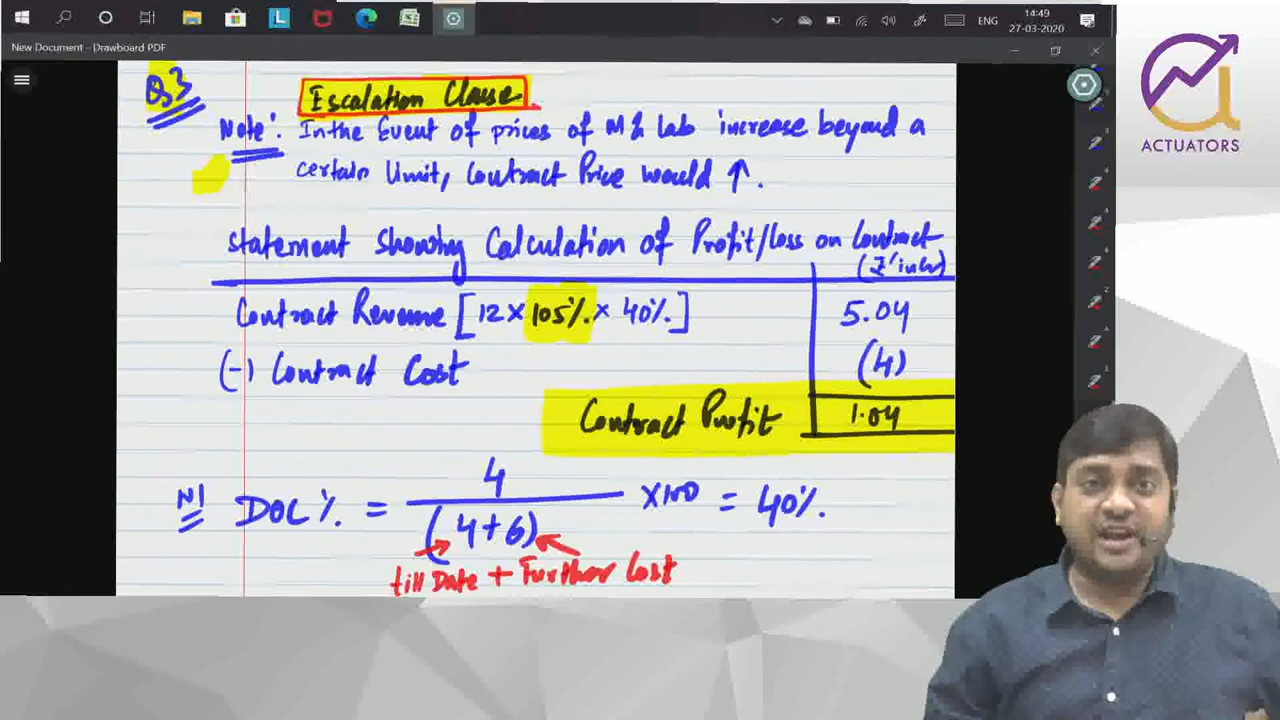 14:49
ENG
27-03-2020
New Document - Drawboard PDF
ACTUATORS
Q3
Escalation Clause
Note: In the Event of prices of M & Lab increase beyond a
certain limit, Contract Price would ↑.
Statement Showing Calculation of Profit/loss on Contract
(₹' in Cr)
Contract Revenue [12 × 105% × 40%] 5.04
(-) Contract Cost (4)
Contract Profit 1.04
N1 DOC % = 4 / (4+6) ×100 = 40%.
till Date + Further Cost